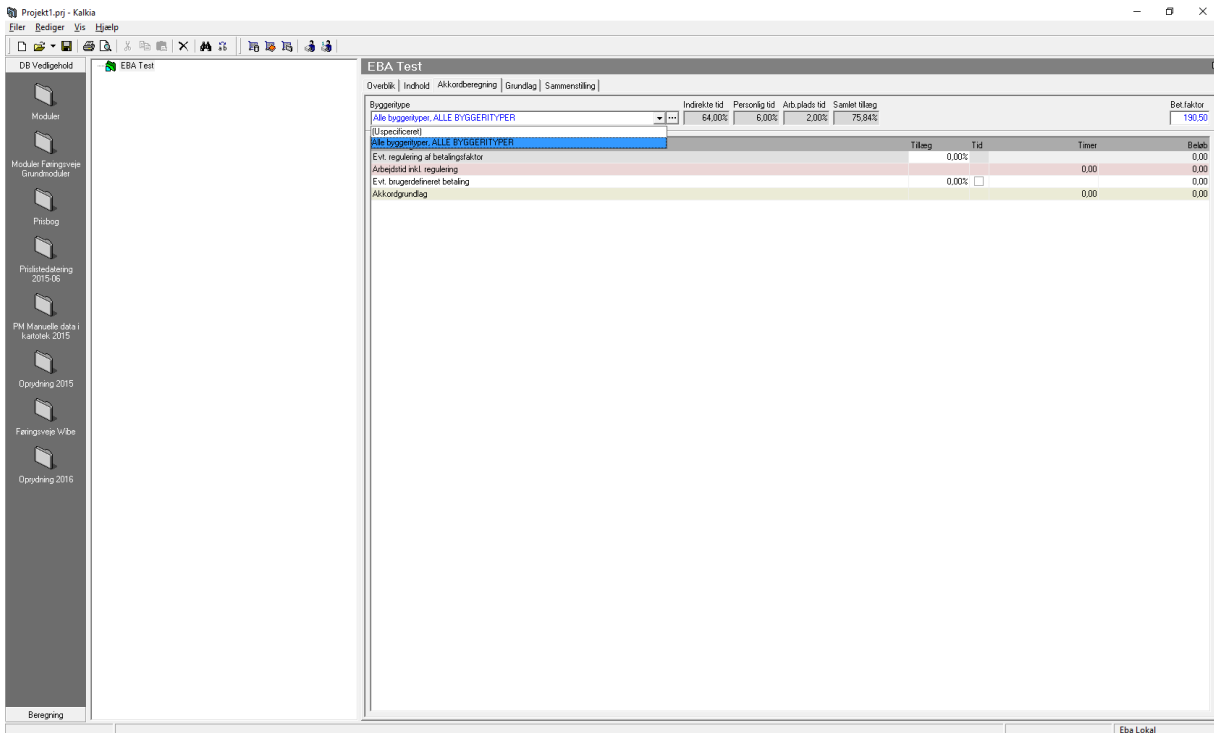 Projekt1.prj - Kalkia
Filer Rediger Vis Hjælp
DB Vedligehold
Moduler
Moduler Føringsveje
Grundmoduler
Prisbog
Prislistedatering
2015-06
PM Manuelle data i
kartotek 2015
Oprydning 2015
Føringsveje Wibe
Oprydning 2016
Beregning
EBA Test
EBA Test
Overblik Indhold Akkordberegning Grundlag Sammenstilling
Byggeritype Indirekte tid Personlig tid Arb.plads tid Samlet tillæg Bet.faktor
Alle byggerityper, ALLE BYGGERITYPER ... 64,00% 6,00% 2,00% 75,84% 190,50
(Uspecificeret)
Alle byggerityper, ALLE BYGGERITYPER
Tillæg Tid Timer Beløb
Evt. regulering af betalingsfaktor 0,00% 0,00
Arbejdstid inkl. regulering 0,00 0,00
Evt. brugerdefineret betaling 0,00% 0,00
Akkordgrundlag 0,00 0,00
Eba Lokal